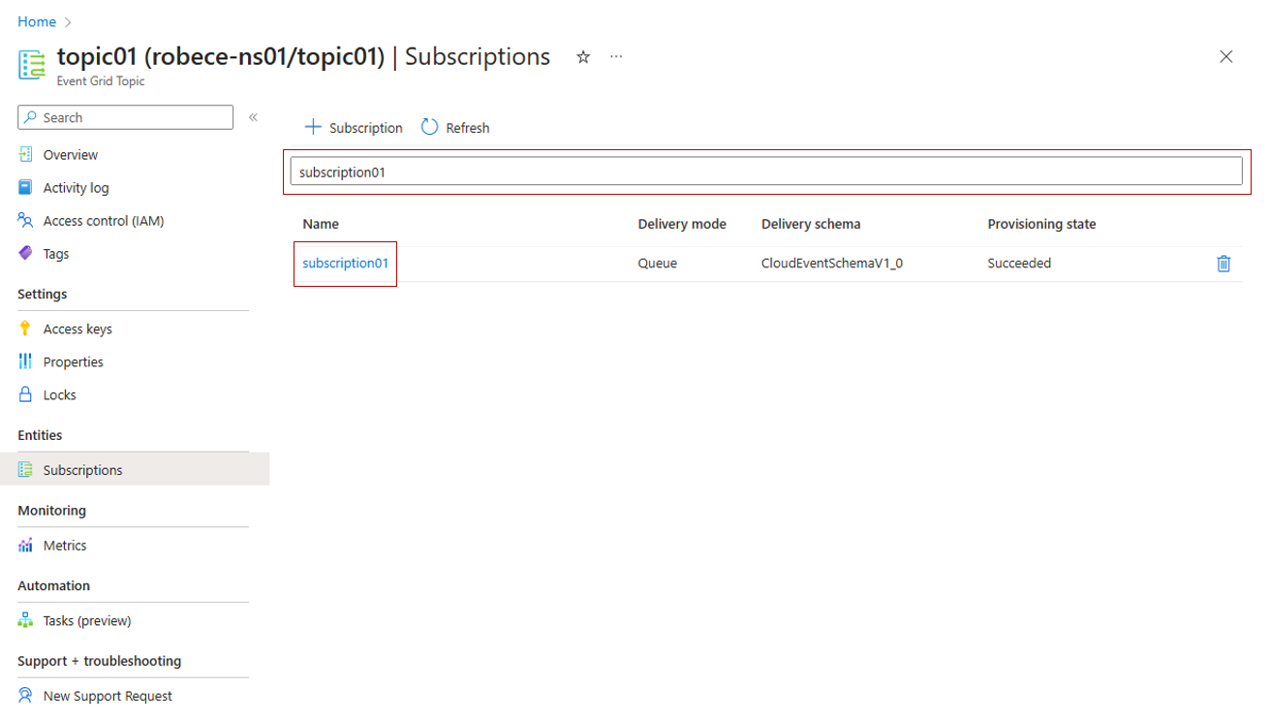 Home
topic01 (robece-ns01/topic01) | Subscriptions
Event Grid Topic
Search
Overview
Activity log
Access control (IAM)
Tags
Settings
Access keys
Properties
Locks
Entities
Subscriptions
Monitoring
Metrics
Automation
Tasks (preview)
Support + troubleshooting
New Support Request
Subscription Refresh
subscription01
Name Delivery mode Delivery schema Provisioning state
subscription01 Queue CloudEventSchemaV1_0 Succeeded